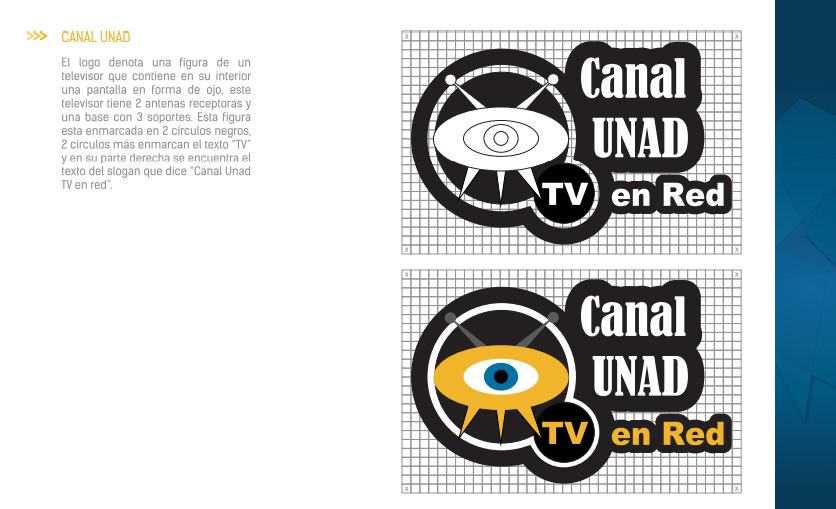 CANAL UNAD
El logo denota una figura de un
televisor que contiene en su interior
una pantalla en forma de ojo, este
televisor tiene 2 antenas receptoras y
una base con 3 soportes. Esta figura
esta enmarcada en 2 círculos negros,
2 círculos más enmarcan el texto "TV"
y en su parte derecha se encuentra el
texto del slogan que dice "Canal Unad
TV en red".
X X
Canal
UNAD
TV en Red
X X
X X
Canal
UNAD
TV en Red
X X